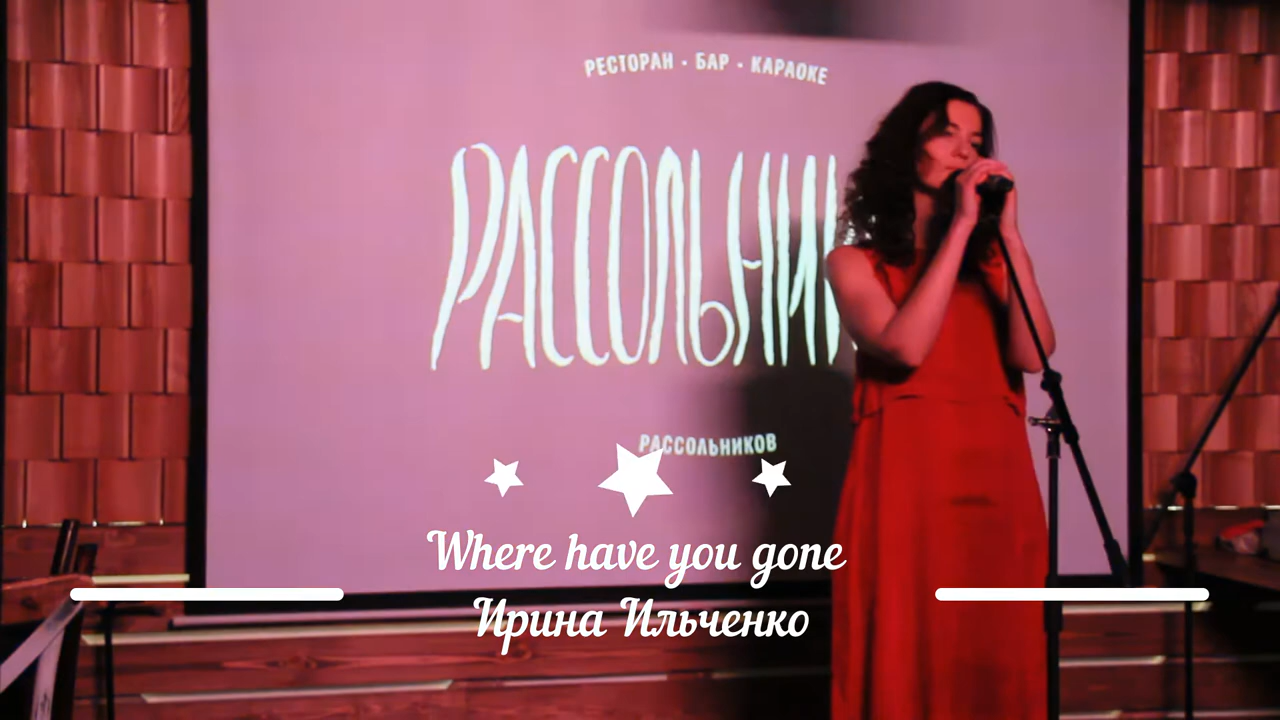 РЕСТОРАН · БАР · КАРАОКЕ
РАССОЛЬНИ
РАССОЛЬНИКОВ
Where have you gone
Ирина Ильченко